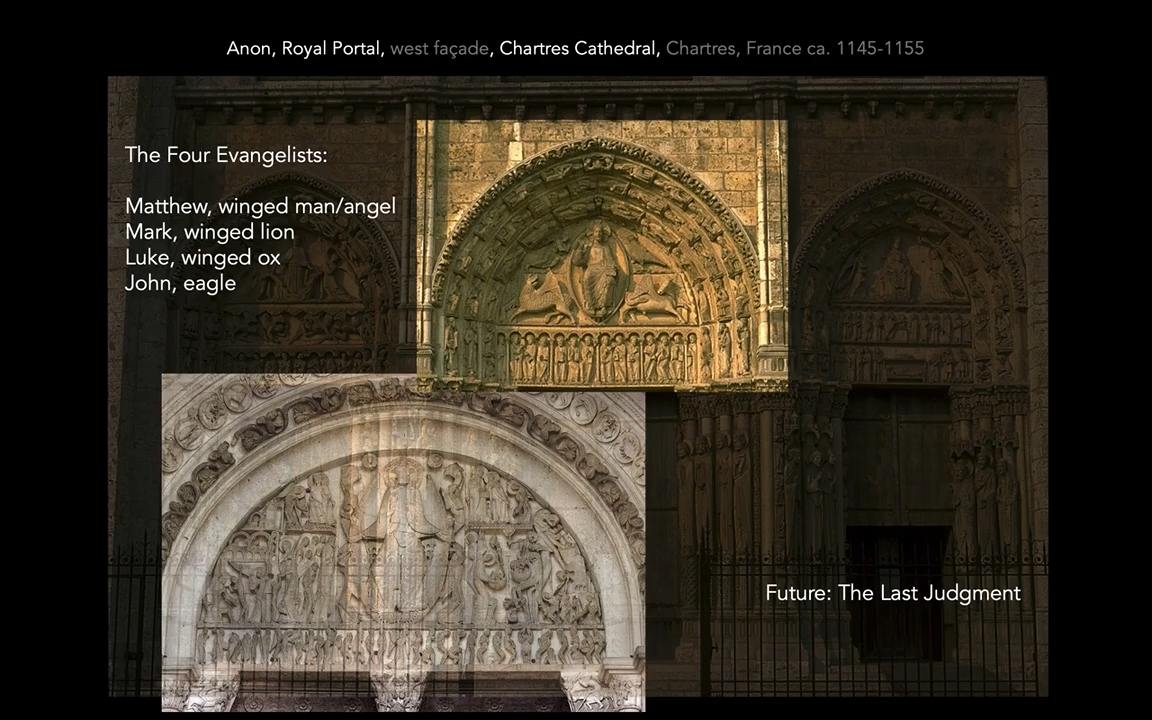 Anon, Royal Portal, west façade, Chartres Cathedral, Chartres, France ca. 1145-1155
The Four Evangelists:
Matthew, winged man/angel
Mark, winged lion
Luke, winged ox
John, eagle
Future: The Last Judgment